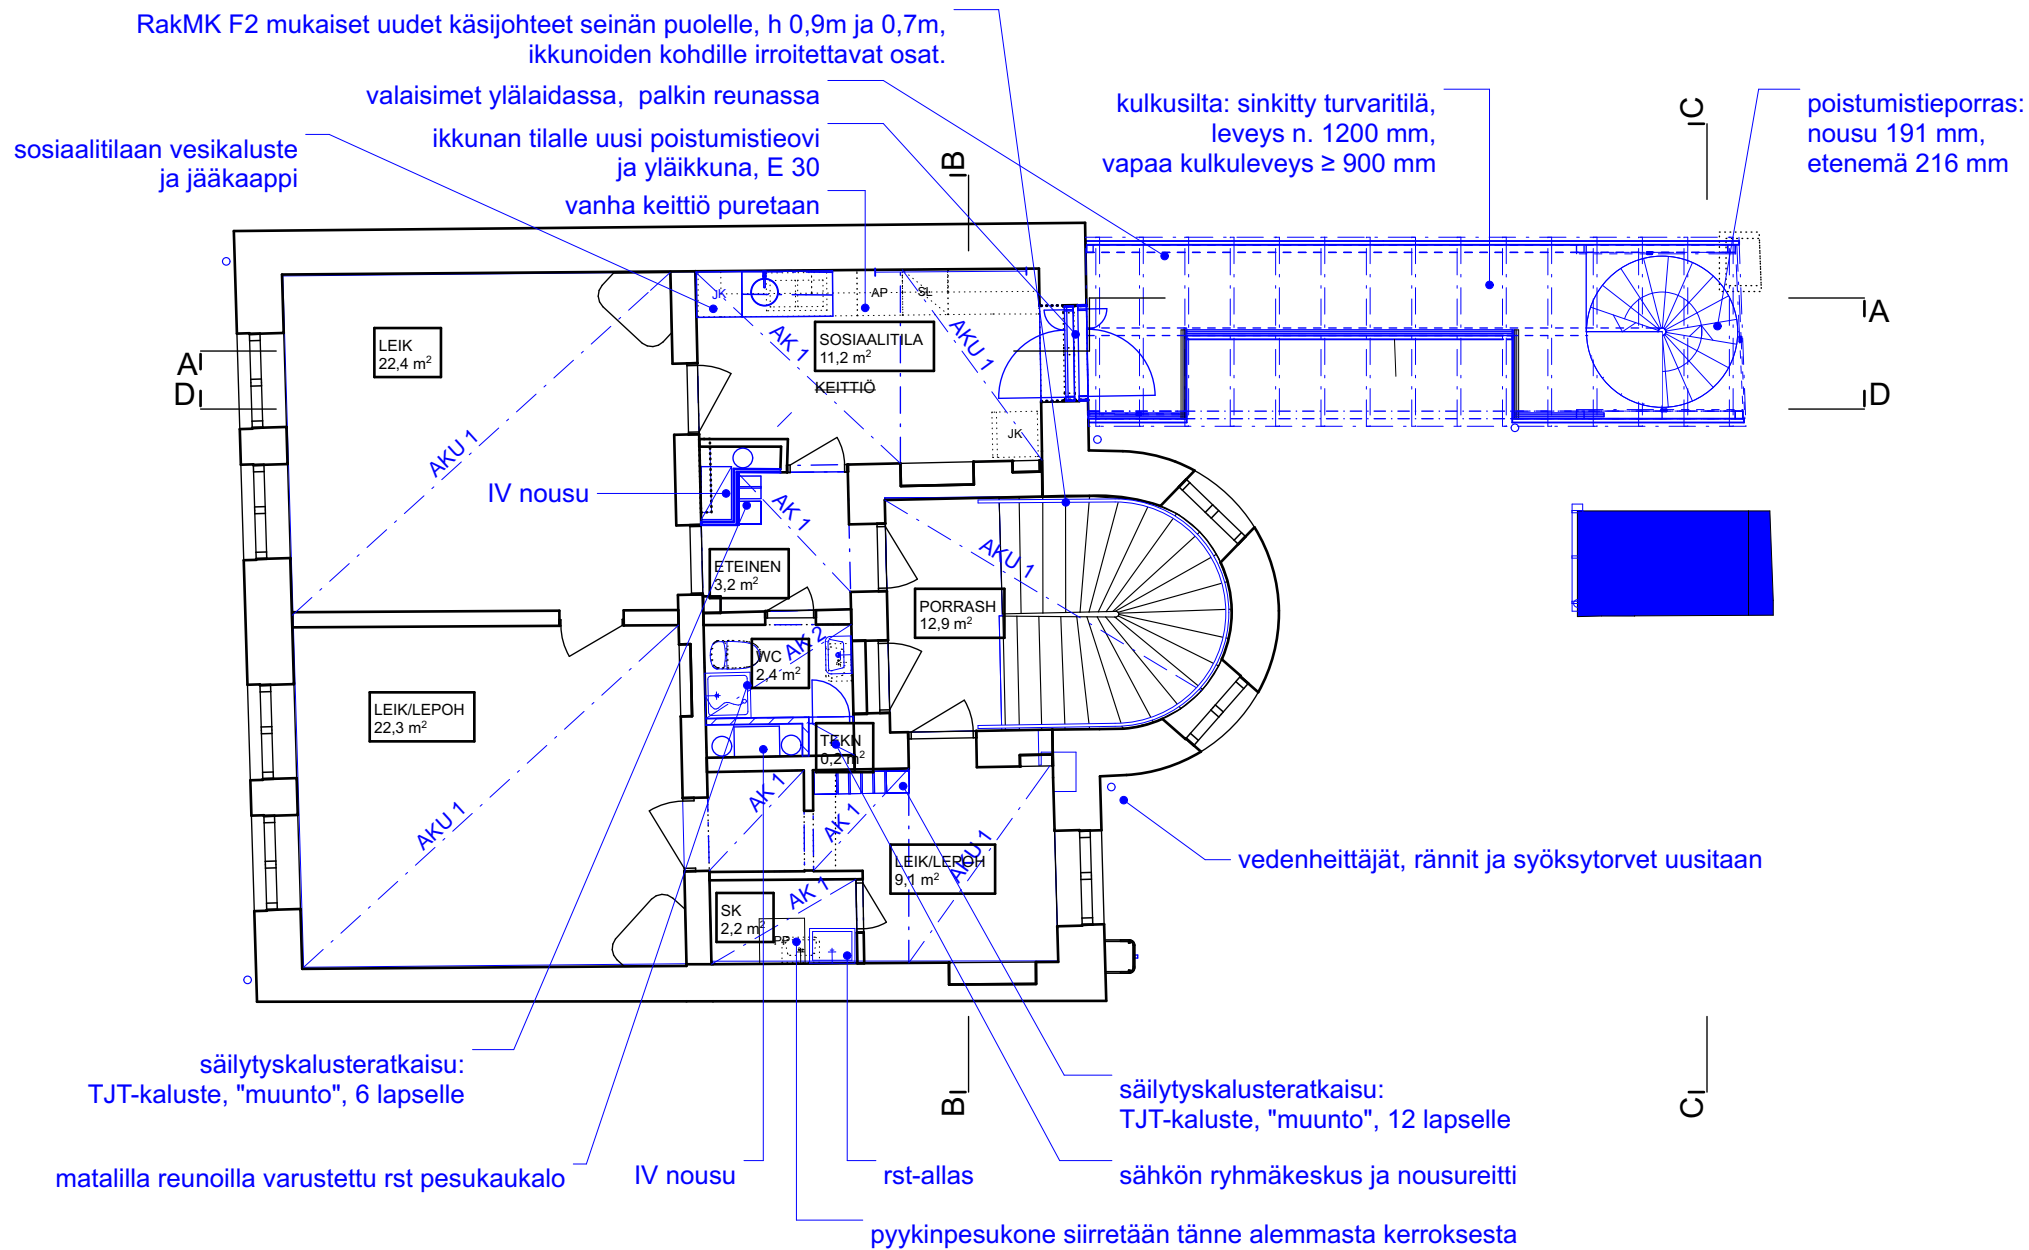 RakMK F2 mukaiset uudet käsijohteet seinän puolelle, h 0,9m ja 0,7m,
ikkunoiden kohdille irroitettavat osat.
valaisimet ylälaidassa, palkin reunassa
ikkunan tilalle uusi poistumistieovi
ja yläikkuna, E 30
vanha keittiö puretaan
sosiaalitilaan vesikaluste
ja jääkaappi
kulkusilta: sinkitty turvaritilä,
leveys n. 1200 mm,
vapaa kulkuleveys ≥ 900 mm
poistumistieporras:
nousu 191 mm,
etenemä 216 mm
B
C
A
D
A
D
JK
AP
SL
LEIK
22,4 m²
SOSIAALITILA
11,2 m²
KEITTIÖ
AK 1
AKU 1
JK
AKU 1
IV nousu
AK 1
ETEINEN
3,2 m²
AKU 1
PORRASH
12,9 m²
WC
2,4 m²
AK 2
LEIK/LEPOH
22,3 m²
AKU 1
TEKN
0,2 m²
AK 1
AK 1
LEIK/LEPOH
9,1 m²
AKU 1
SK
2,2 m²
AK 1
PP
vedenheittäjät, rännit ja syöksytorvet uusitaan
B
C
säilytyskalusteratkaisu:
TJT-kaluste, "muunto", 6 lapselle
säilytyskalusteratkaisu:
TJT-kaluste, "muunto", 12 lapselle
matalilla reunoilla varustettu rst pesukaukalo
IV nousu
rst-allas
sähkön ryhmäkeskus ja nousureitti
pyykinpesukone siirretään tänne alemmasta kerroksesta